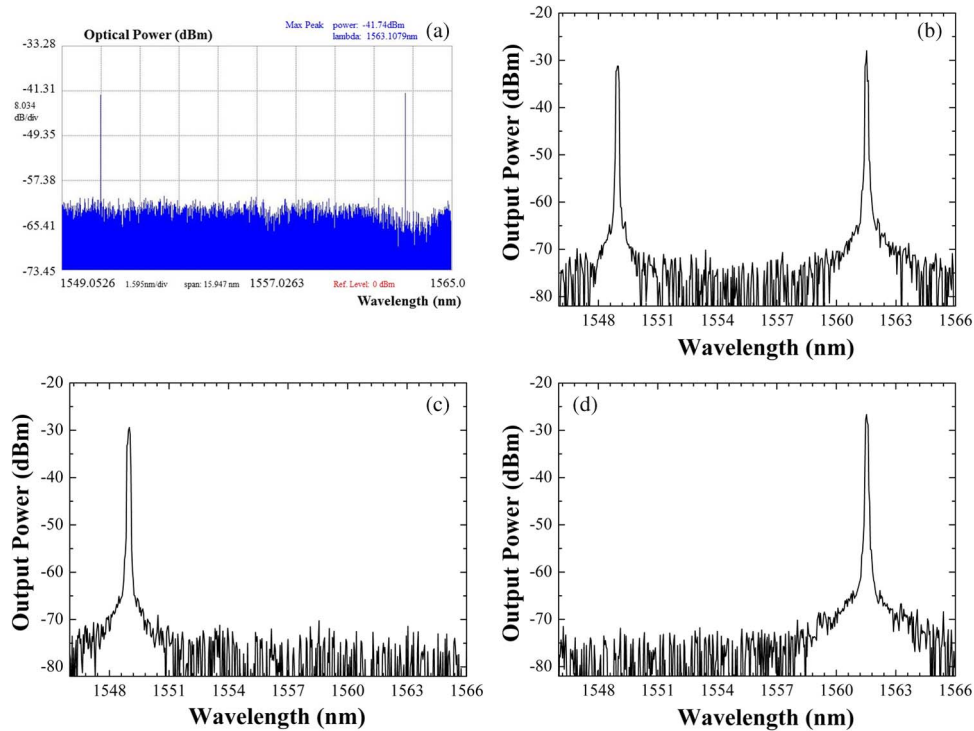 Max Peak power: -41.74dBm
lambda: 1563.1079nm
(a)
Optical Power (dBm)
-33.28
-41.31
8.034
dB/div
-49.35
-57.38
-65.41
-73.45
1549.0526 1.595nm/div span: 15.947 nm 1557.0263 Ref. Level: 0 dBm 1565.0
Wavelength (nm)
(b)
Output Power (dBm)
-20
-30
-40
-50
-60
-70
-80
1548 1551 1554 1557 1560 1563 1566
Wavelength (nm)
(c)
Output Power (dBm)
-20
-30
-40
-50
-60
-70
-80
1548 1551 1554 1557 1560 1563 1566
Wavelength (nm)
(d)
Output Power (dBm)
-20
-30
-40
-50
-60
-70
-80
1548 1551 1554 1557 1560 1563 1566
Wavelength (nm)